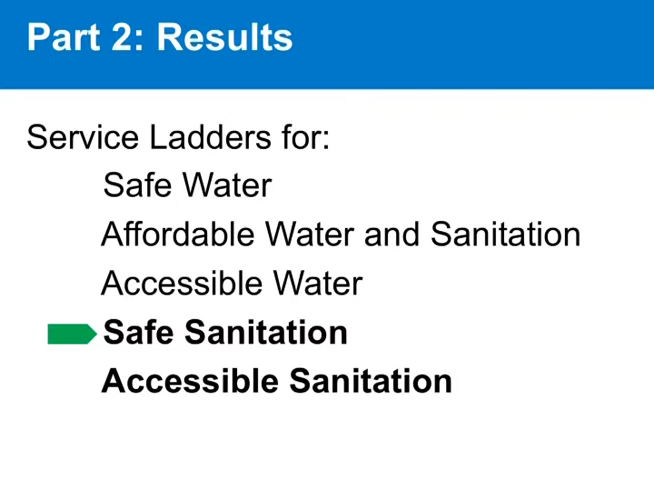 Part 2: Results
Service Ladders for:
Safe Water
Affordable Water and Sanitation
Accessible Water
Safe Sanitation
Accessible Sanitation